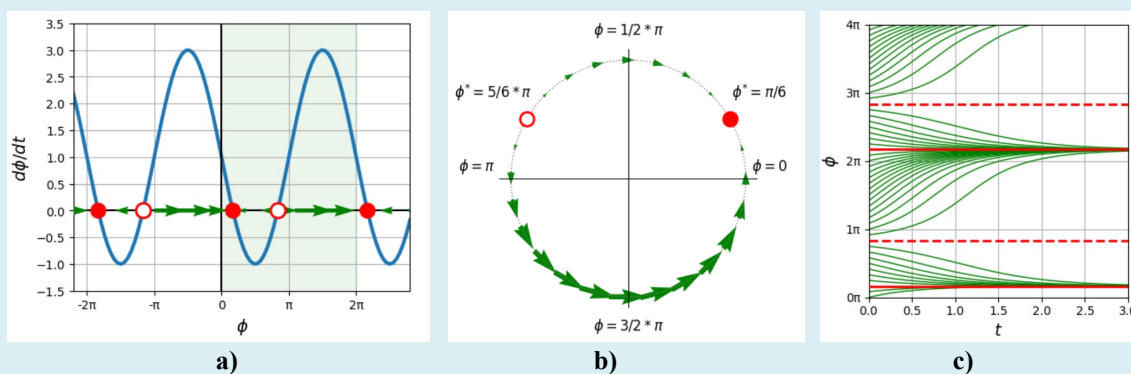 3.5
3.0
2.5
2.0
1.5
1.0
0.5
0.0
−0.5
−1.0
−1.5
-2π -π 0 π 2π
dϕ/dt
ϕ
a)
ϕ = 1/2 * π
ϕ* = 5/6 * π
ϕ* = π/6
ϕ = π
ϕ = 0
ϕ = 3/2 * π
b)
4π
3π
2π
1π
0π
0.0 0.5 1.0 1.5 2.0 2.5 3.0
ϕ
t
c)